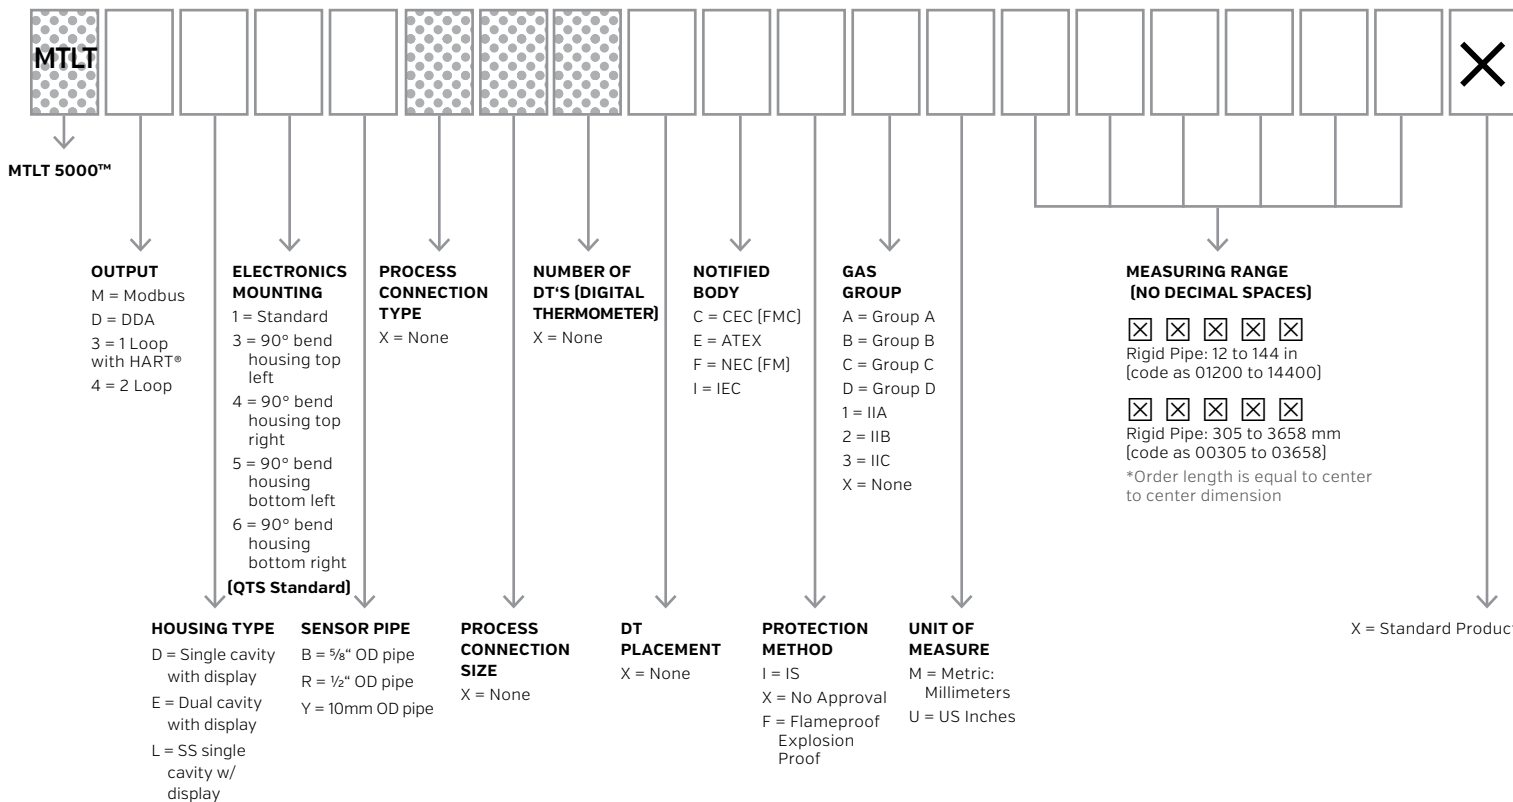 MTLT
MTLT 5000™
OUTPUT
M = Modbus
D = DDA
3 = 1 Loop
with HART®
4 = 2 Loop
ELECTRONICS
MOUNTING
1 = Standard
3 = 90° bend
housing top
left
4 = 90° bend
housing top
right
5 = 90° bend
housing
bottom left
6 = 90° bend
housing
bottom right
(QTS Standard)
PROCESS
CONNECTION
TYPE
X = None
NUMBER OF
DT'S (DIGITAL
THERMOMETER)
X = None
NOTIFIED
BODY
C = CEC (FMC)
E = ATEX
F = NEC (FM)
I = IEC
GAS
GROUP
A = Group A
B = Group B
C = Group C
D = Group D
1 = IIA
2 = IIB
3 = IIC
X = None
MEASURING RANGE
(NO DECIMAL SPACES)
Rigid Pipe: 12 to 144 in
(code as 01200 to 14400)
Rigid Pipe: 305 to 3658 mm
(code as 00305 to 03658)
*Order length is equal to center
to center dimension
HOUSING TYPE
D = Single cavity
with display
E = Dual cavity
with display
L = SS single
cavity w/
display
SENSOR PIPE
B = ⅝“ OD pipe
R = ½“ OD pipe
Y = 10mm OD pipe
PROCESS
CONNECTION
SIZE
X = None
DT
PLACEMENT
X = None
PROTECTION
METHOD
I = IS
X = No Approval
F = Flameproof
Explosion
Proof
UNIT OF
MEASURE
M = Metric:
Millimeters
U = US Inches
X = Standard Product